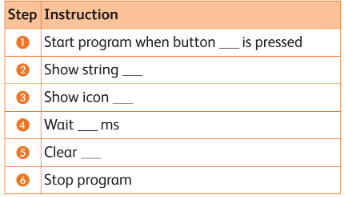 Step Instruction
1 Start program when button ___ is pressed
2 Show string ___
3 Show icon ___
4 Wait ___ ms
5 Clear ___
6 Stop program